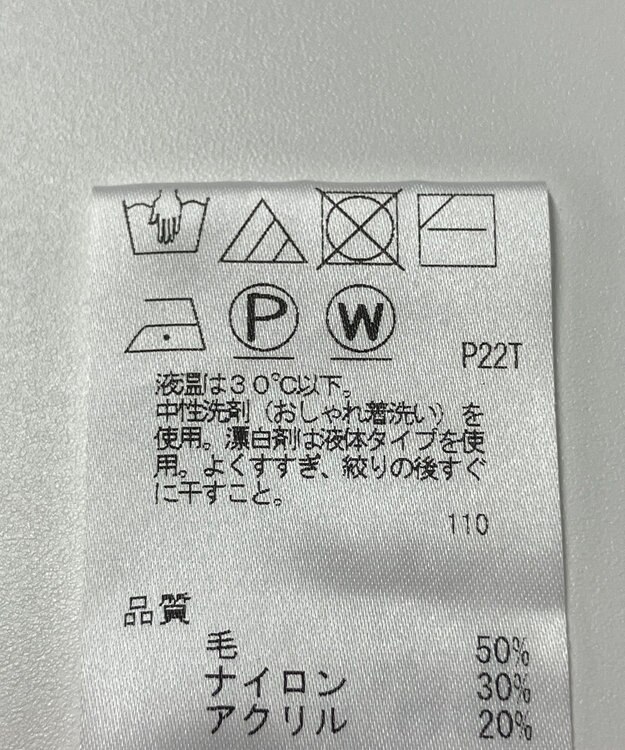 P W
P22T
液温は30℃以下。
中性洗剤（おしゃれ着洗い）を
使用。漂白剤は液体タイプを使
用。よくすすぎ、絞りの後すぐ
に干すこと。
110
品質
毛 50%
ナイロン 30%
アクリル 20%